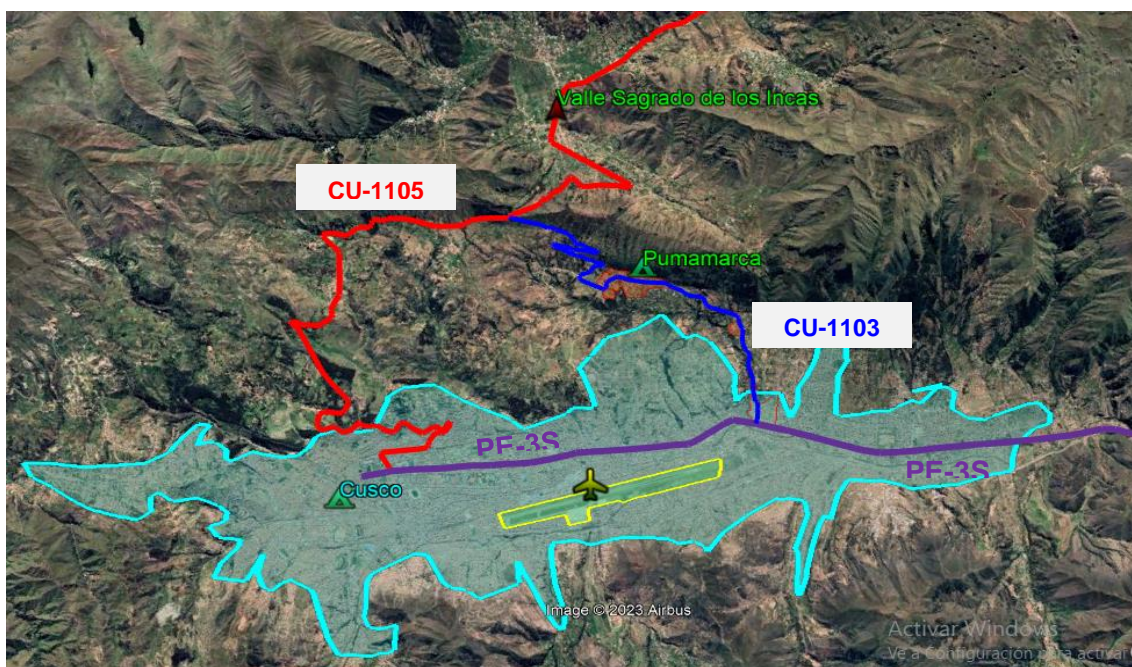 Valle Sagrado de los Incas
CU-1105
Pumamarca
CU-1103
PE-3S
PE-3S
Cusco
Image © 2023 Airbus
Activar Windows
Ve a Configuración para activar